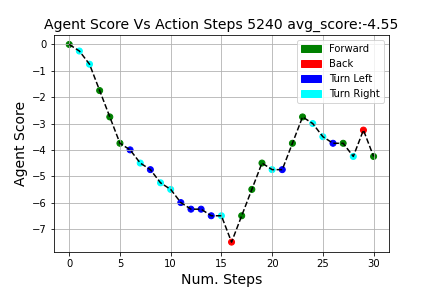 Agent Score Vs Action Steps 5240 avg_score:-4.55
Agent Score
0
−1
−2
−3
−4
−5
−6
−7
Forward
Back
Turn Left
Turn Right
0 5 10 15 20 25 30
Num. Steps